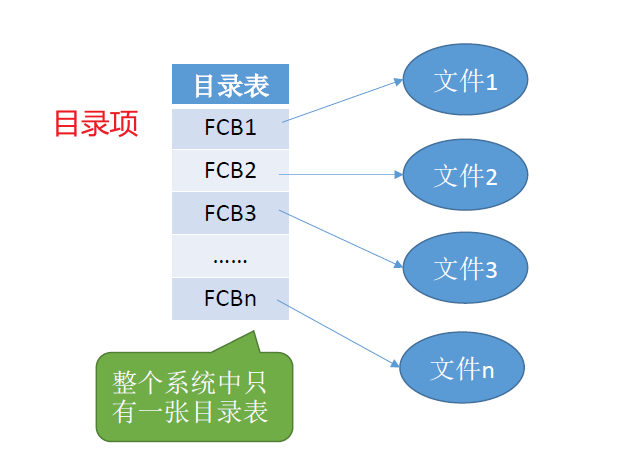 目录表
目录项
FCB1
FCB2
FCB3
……
FCBn
文件1
文件2
文件3
文件n
整个系统中只
有一张目录表